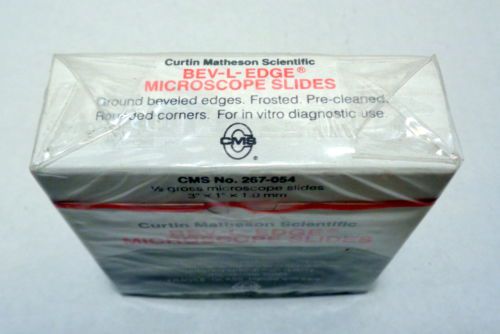 Curtin Matheson Scientific
BEV-L-EDGE®
MICROSCOPE SLIDES
Ground beveled edges. Frosted. Pre-cleaned.
Rounded corners. For in vitro diagnostic use.
CMS
®
CMS No. 267-054
½ gross microscope slides
3" x 1" x 1.0 mm
Curtin Matheson Scientific
BEV-L-EDGE®
MICROSCOPE SLIDES